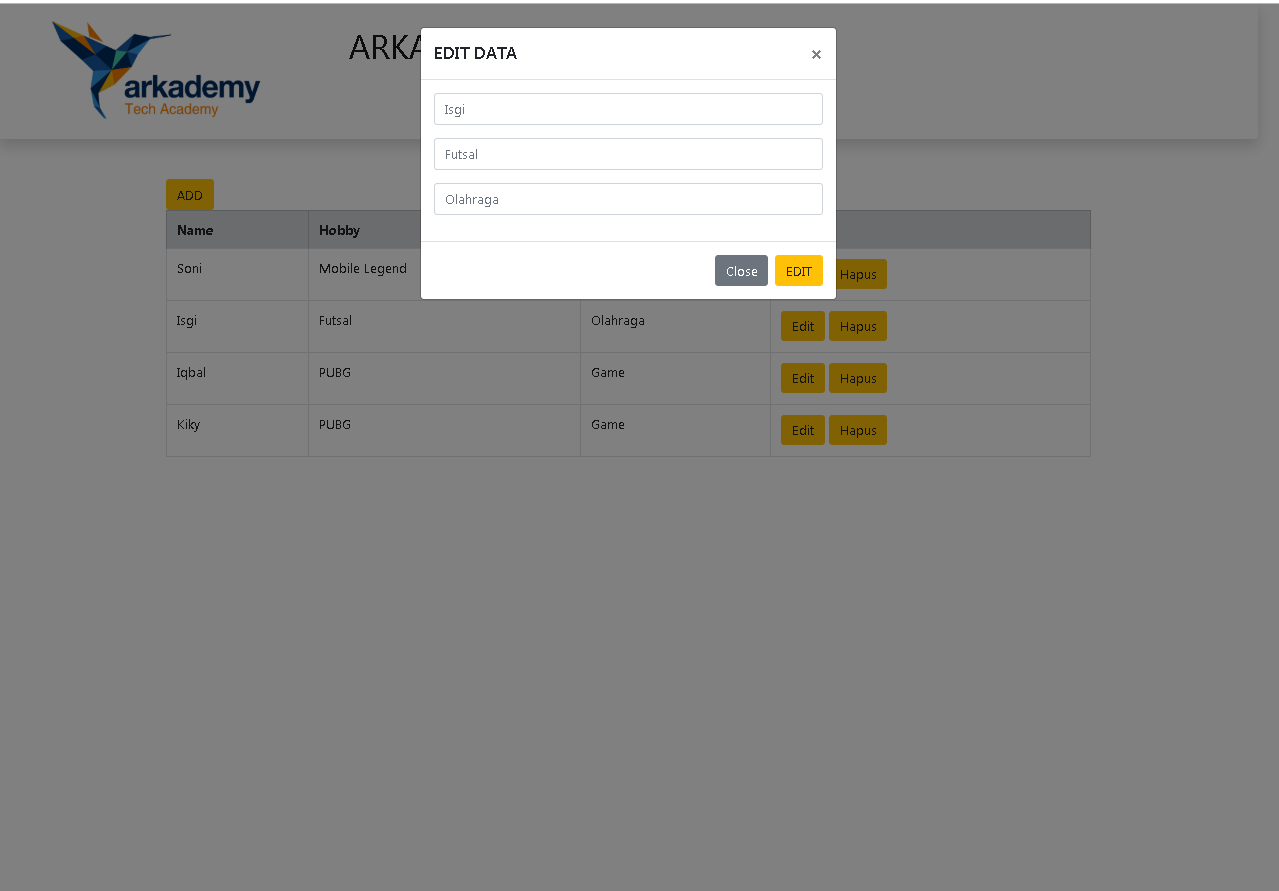 ARKA
EDIT DATA ×
arkademy
Tech Academy
Isgi
Futsal
Olahraga
Close EDIT
ADD
Name Hobby
Soni Mobile Legend Hapus
Isgi Futsal Olahraga Edit Hapus
Iqbal PUBG Game Edit Hapus
Kiky PUBG Game Edit Hapus